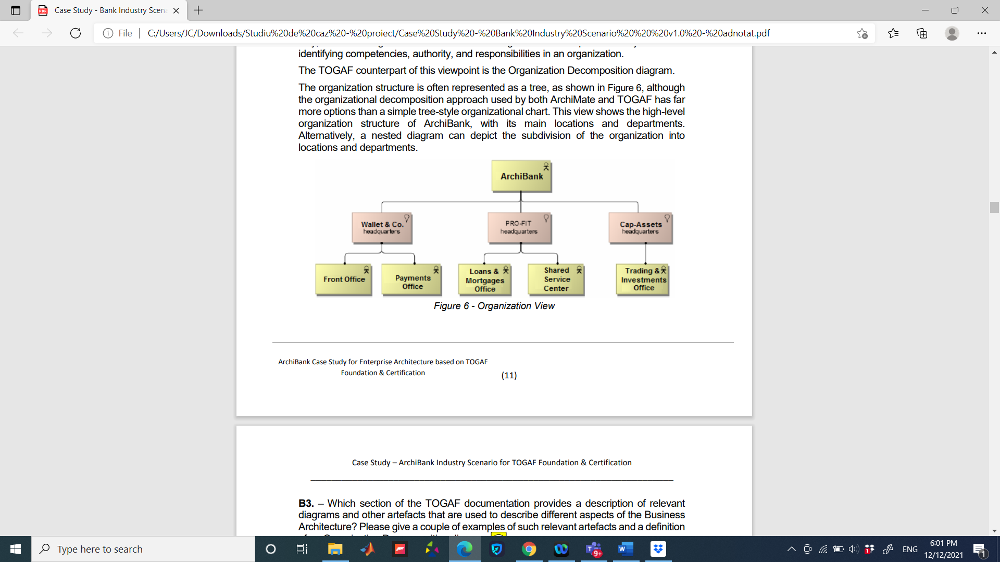 Case Study - Bank Industry Scena
File
C:/Users/JC/Downloads/Studiu%20de%20caz%20-%20proiect/Case%20Study%20-%20Bank%20Industry%20Scenario%20%20%20v1.0%20-%20adnotat.pdf
identifying competencies, authority, and responsibilities in an organization.
The TOGAF counterpart of this viewpoint is the Organization Decomposition diagram.
The organization structure is often represented as a tree, as shown in Figure 6, although
the organizational decomposition approach used by both ArchiMate and TOGAF has far
more options than a simple tree-style organizational chart. This view shows the high-level
organization structure of ArchiBank, with its main locations and departments.
Alternatively, a nested diagram can depict the subdivision of the organization into
locations and departments.
ArchiBank
Wallet & Co.
headquarters
PRO-FIT
headquarters
Cap-Assets
headquarters
Front Office
Payments
Office
Loans &
Mortgages
Office
Shared
Service
Center
Trading &
Investments
Office
Figure 6 - Organization View
ArchiBank Case Study for Enterprise Architecture based on TOGAF
Foundation & Certification
(11)
Case Study – ArchiBank Industry Scenario for TOGAF Foundation & Certification
B3. – Which section of the TOGAF documentation provides a description of relevant
diagrams and other artefacts that are used to describe different aspects of the Business
Architecture? Please give a couple of examples of such relevant artefacts and a definition
Type here to search
9+
1
ENG
6:01 PM
12/12/2021
1